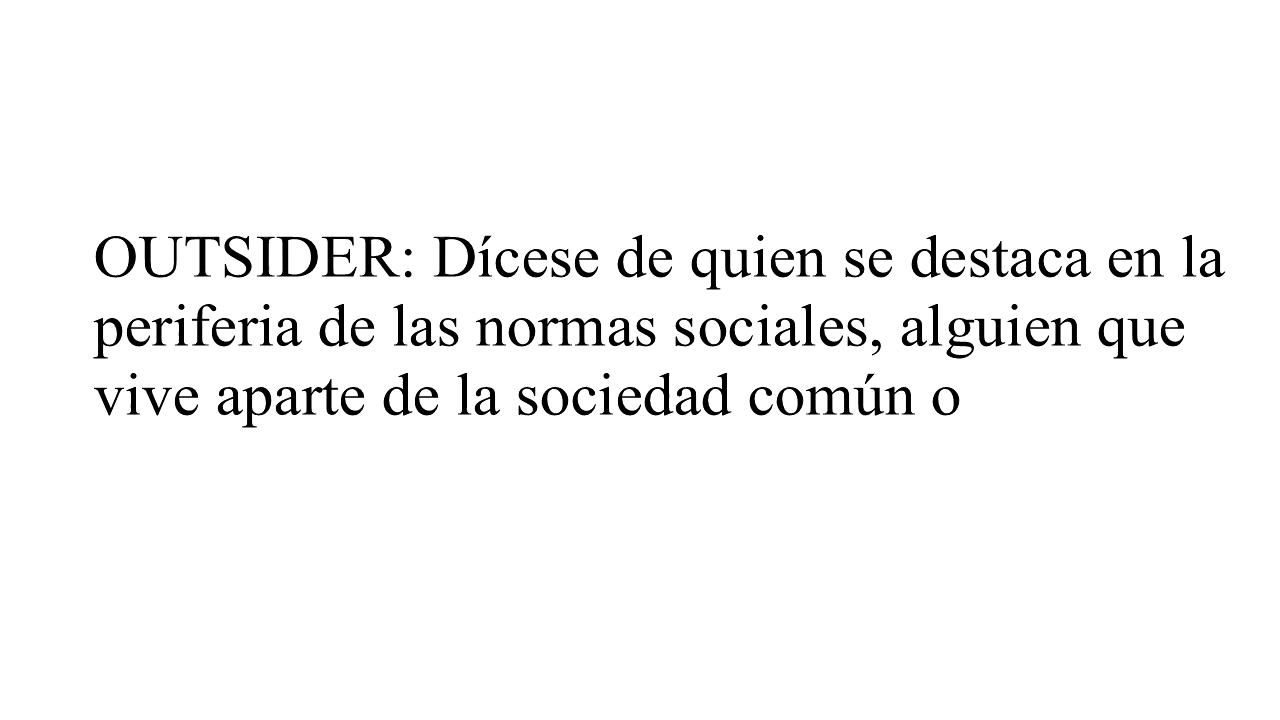 OUTSIDER: Dícese de quien se destaca en la
periferia de las normas sociales, alguien que
vive aparte de la sociedad común o